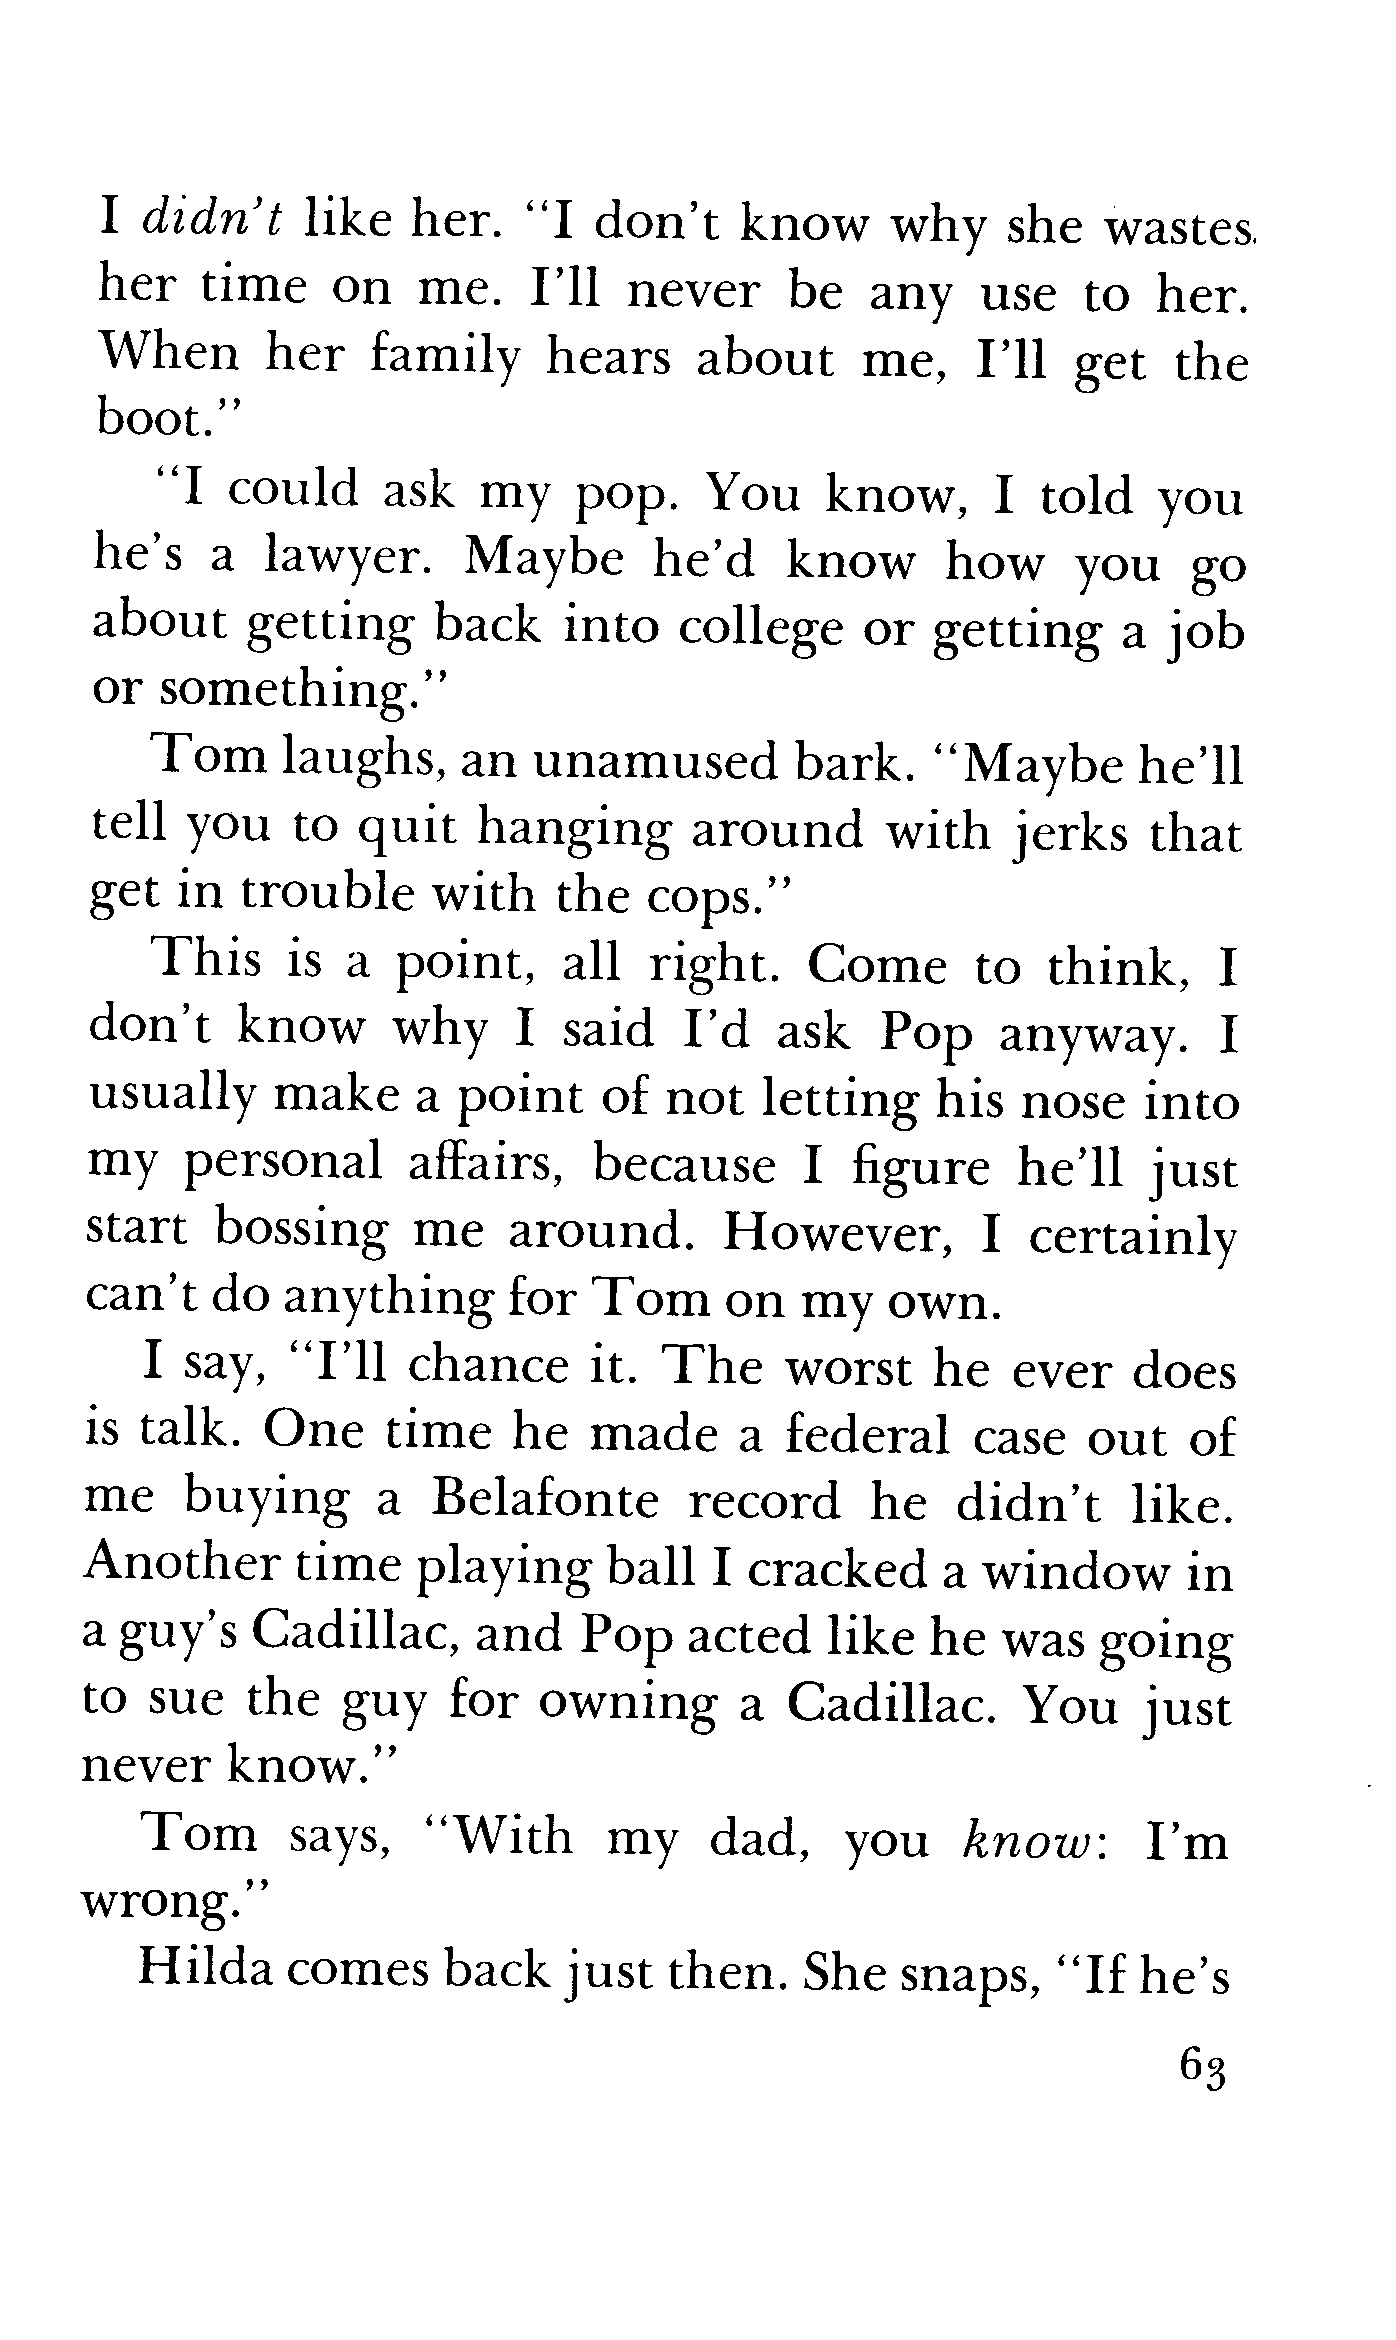 I didn't like her. "I don't know why she wastes
her time on me. I'll never be any use to her.
When her family hears about me, I'll get the
boot."
"I could ask my pop. You know, I told you
he's a lawyer. Maybe he'd know how you go
about getting back into college or getting a job
or something."
Tom laughs, an unamused bark. "Maybe he'll
tell you to quit hanging around with jerks that
get in trouble with the cops."
This is a point, all right. Come to think, I
don't know why I said I'd ask Pop anyway. I
usually make a point of not letting his nose into
my personal affairs, because I figure he'll just
start bossing me around. However, I certainly
can't do anything for Tom on my own.
I say, "I'll chance it. The worst he ever does
is talk. One time he made a federal case out of
me buying a Belafonte record he didn't like.
Another time playing ball I cracked a window in
a guy's Cadillac, and Pop acted like he was going
to sue the guy for owning a Cadillac. You just
never know."
Tom says, "With my dad, you know: I'm
wrong."
Hilda comes back just then. She snaps, "If he's
63